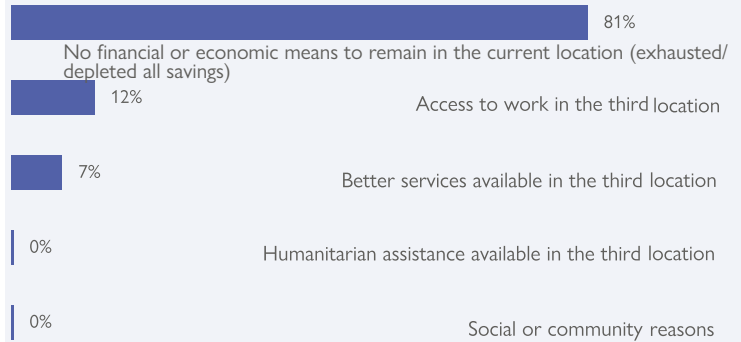 81%
No financial or economic means to remain in the current location (exhausted/
depleted all savings)
12%
Access to work in the third location
7%
Better services available in the third location
0%
Humanitarian assistance available in the third location
0%
Social or community reasons